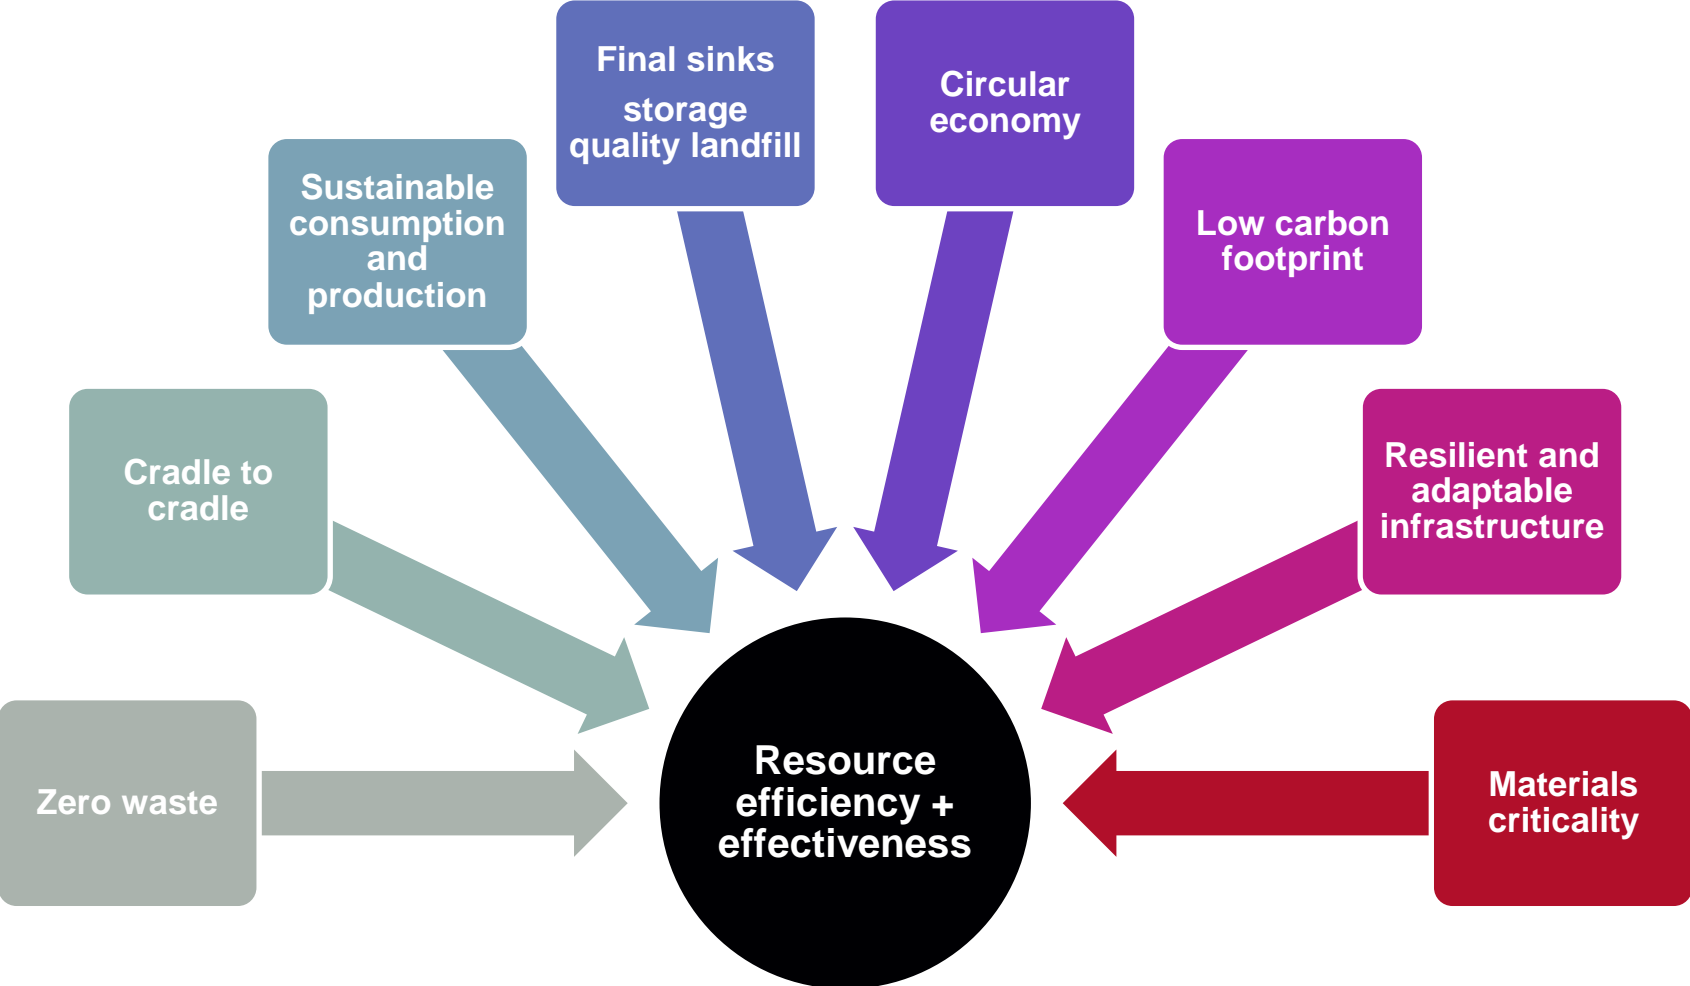 Zero waste
Cradle to
cradle
Sustainable
consumption
and
production
Final sinks
storage
quality landfill
Circular
economy
Low carbon
footprint
Resilient and
adaptable
infrastructure
Materials
criticality
Resource
efficiency +
effectiveness